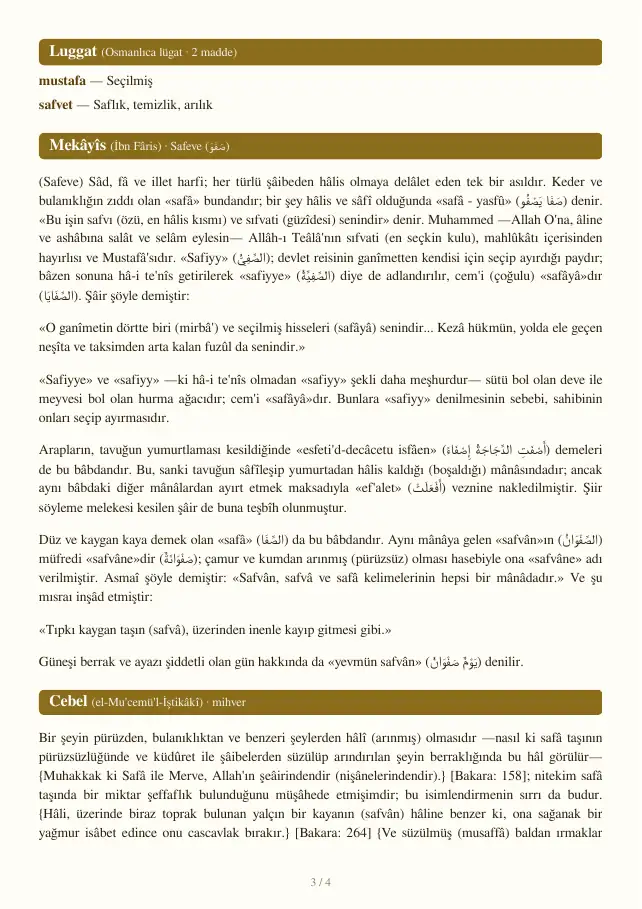 Luggat (Osmanlıca lügat · 2 madde)
mustafa — Seçilmiş
safvet — Saflık, temizlik, arılık
Mekâyîs (İbn Fâris) · Safeve (صَفَوَ)
(Safeve) Sâd, fâ ve illet harfi; her türlü şâibeden hâlis olmaya delâlet eden tek bir asıldır. Keder ve
bulanıklığın zıddı olan «safâ» bundandır; bir şey hâlis ve sâfî olduğunda «safâ - yasfû» (صَفَا يَصْفُو) denir.
«Bu işin safvı (özü, en hâlis kısmı) ve sıfvati (güzîdesi) senindir» denir. Muhammed —Allah O'na, âline
ve ashâbına salât ve selâm eylesin— Allâh-ı Teâlâ'nın sıfvati (en seçkin kulu), mahlûkâtı içerisinden
hayırlısı ve Mustafâ'sıdır. «Safiyy» (الصَّفِيُّ); devlet reisinin ganîmetten kendisi için seçip ayırdığı paydır;
bâzen sonuna hâ-i te'nîs getirilerek «safiyye» (الصَّفِيَّةُ) diye de adlandırılır, cem'i (çoğulu) «safâyâ»dır
(الصَّفَايَا). Şâir şöyle demiştir:
«O ganîmetin dörtte biri (mirbâ') ve seçilmiş hisseleri (safâyâ) senindir... Kezâ hükmün, yolda ele geçen
neşîta ve taksimden arta kalan fuzûl da senindir.»
«Safiyye» ve «safiyy» —ki hâ-i te'nîs olmadan «safiyy» şekli daha meşhurdur— sütü bol olan deve ile
meyvesi bol olan hurma ağacıdır; cem'i «safâyâ»dır. Bunlara «safiyy» denilmesinin sebebi, sahibinin
onları seçip ayırmasıdır.
Arapların, tavuğun yumurtlaması kesildiğinde «esfeti'd-decâcetu isfâen» (أَصْفَتِ الدَّجَاجَةُ إِصْفَاءً) demeleri
de bu bâbdandır. Bu, sanki tavuğun sâfîleşip yumurtadan hâlis kaldığı (boşaldığı) mânâsındadır; ancak
aynı bâbdaki diğer mânâlardan ayırt etmek maksadıyla «ef'alet» (أَفْعَلَتْ) veznine nakledilmiştir. Şiir
söyleme melekesi kesilen şâir de buna teşbîh olunmuştur.
Düz ve kaygan kaya demek olan «safâ» (الصَّفَا) da bu bâbdandır. Aynı mânâya gelen «safvân»ın (الصَّفْوَانُ)
müfredi «safvâne»dir (صَفْوَانَةٌ); çamur ve kumdan arınmış (pürüzsüz) olması hasebiyle ona «safvâne» adı
verilmiştir. Asmaî şöyle demiştir: «Safvân, safvâ ve safâ kelimelerinin hepsi bir mânâdadır.» Ve şu
mısraı inşâd etmiştir:
«Tıpkı kaygan taşın (safvâ), üzerinden inenle kayıp gitmesi gibi.»
Güneşi berrak ve ayazı şiddetli olan gün hakkında da «yevmün safvân» (يَوْمٌ صَفْوَانٌ) denilir.
Cebel (el-Mu'cemü'l-İştikâkî) · mihver
Bir şeyin pürüzden, bulanıklıktan ve benzeri şeylerden hâlî (arınmış) olmasıdır —nasıl ki safâ taşının
pürüzsüzlüğünde ve küdûret ile şâibelerden süzülüp arındırılan şeyin berraklığında bu hâl görülür—
{Muhakkak ki Safâ ile Merve, Allah'ın şeâirindendir (nişânelerindendir).} [Bakara: 158]; nitekim safâ
taşında bir miktar şeffaflık bulunduğunu müşâhede etmişimdir; bu isimlendirmenin sırrı da budur.
{Hâli, üzerinde biraz toprak bulunan yalçın bir kayanın (safvân) hâline benzer ki, ona sağanak bir
yağmur isâbet edince onu cascavlak bırakır.} [Bakara: 264] {Ve süzülmüş (musaffâ) baldan ırmaklar
3 / 4